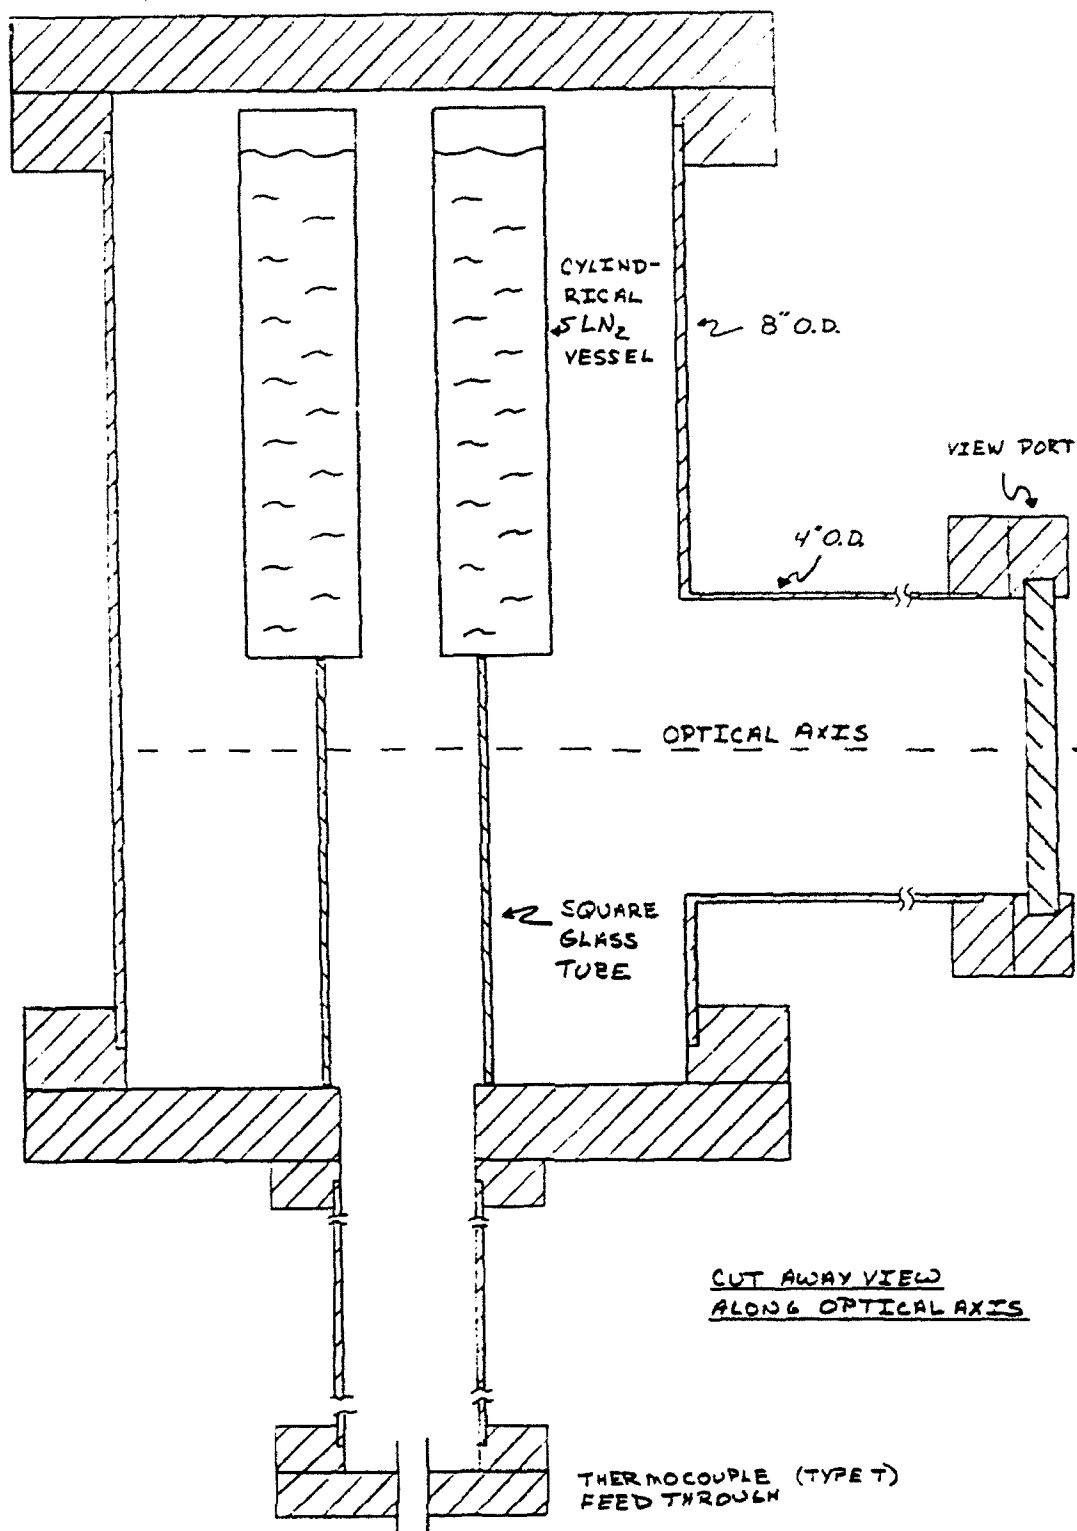 CYLIND-
RICAL
LN2
VESSEL
8" O.D.
VIEW PORT
4" O.D.
OPTICAL AXIS
SQUARE
GLASS
TUBE
CUT AWAY VIEW
ALONG OPTICAL AXIS
THERMOCOUPLE (TYPE T)
FEED THROUGH